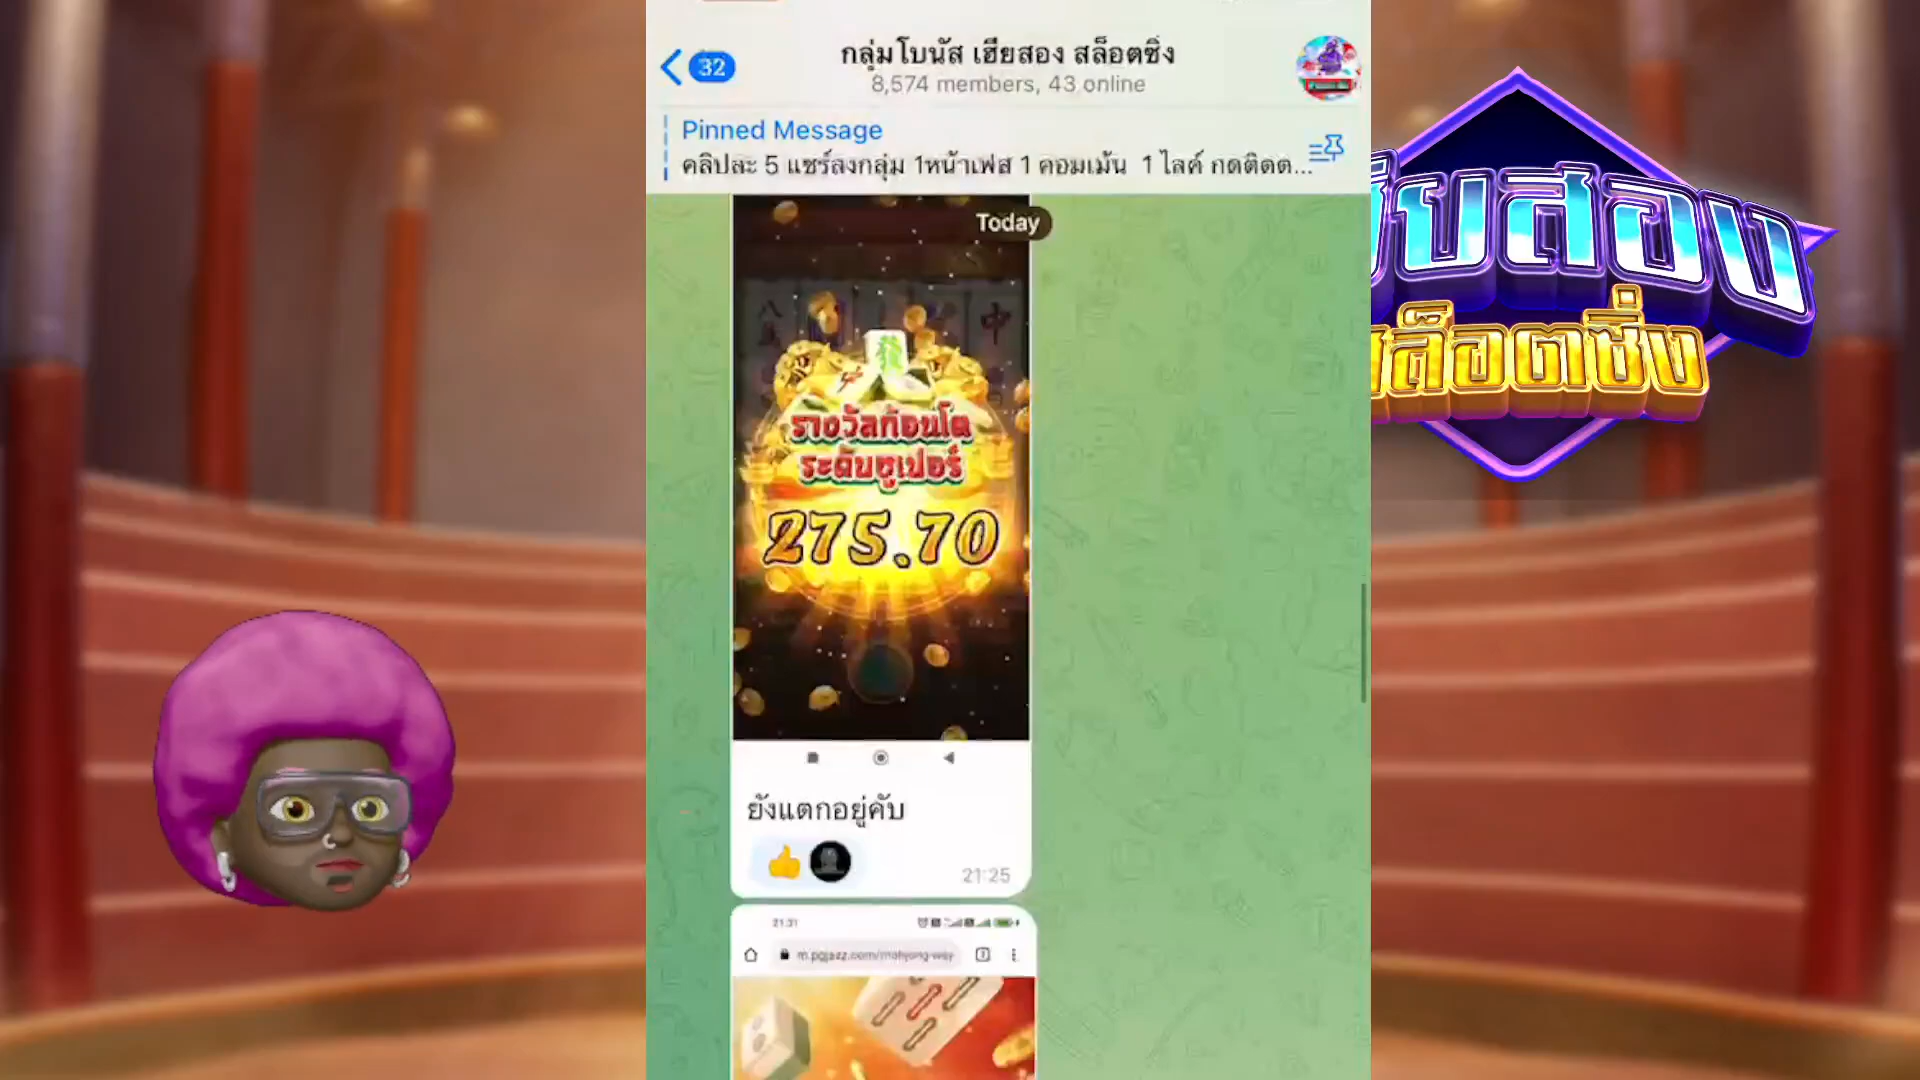 32
กลุ่มโบนัส เฮียสอง สล็อตซิ่ง
8,574 members, 43 online
Pinned Message
คลิปละ 5 แชร์ลงกลุ่ม 1หน้าเฟส 1 คอมเม้น 1 ไลค์ กดติดต...
Today
รางวัลก้อนโต
ระดับซูเปอร์
275.70
ยังแตกอยู่คับ
21:25
21:31
m.pgjazz.com/mahjong-way
สอง
สล็อตซิ่ง